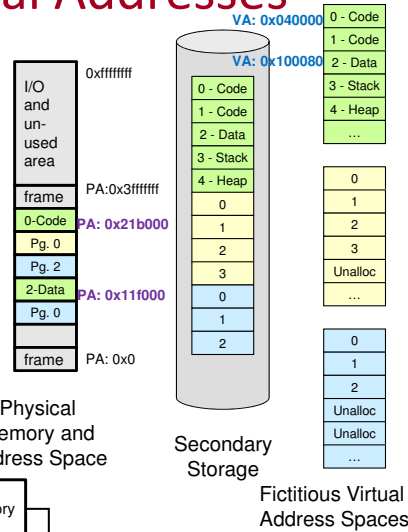 al Addresses
VA: 0x040000
VA: 0x100080
0xffffffff
I/O
and
un-
used
area
PA:0x3fffffff
frame
0-Code
PA: 0x21b000
Pg. 0
Pg. 2
2-Data
PA: 0x11f000
Pg. 0
frame
PA: 0x0
Physical
emory and
dress Space
ory
0 - Code
1 - Code
2 - Data
3 - Stack
4 - Heap
0
1
2
3
0
1
2
Secondary
Storage
0 - Code
1 - Code
2 - Data
3 - Stack
4 - Heap
…
0
1
2
3
Unalloc
…
0
1
2
Unalloc
Unalloc
…
Fictitious Virtual
Address Spaces